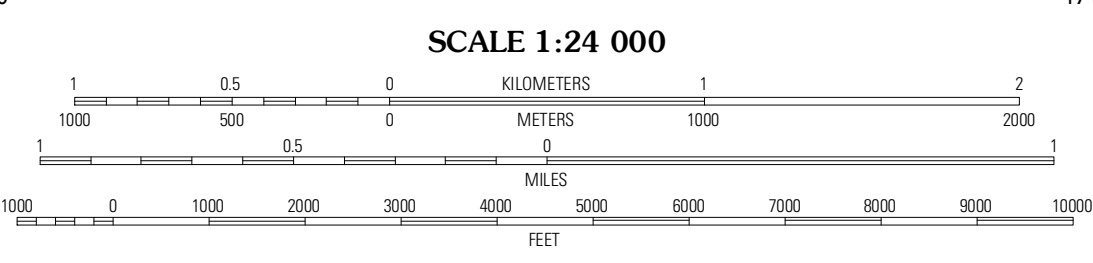 SCALE 1:24 000
1 0.5 0 KILOMETERS 1 2
1000 500 0 METERS 1000 2000
1 0.5 0 1
MILES
1000 0 1000 2000 3000 4000 5000 6000 7000 8000 9000 10000
FEET